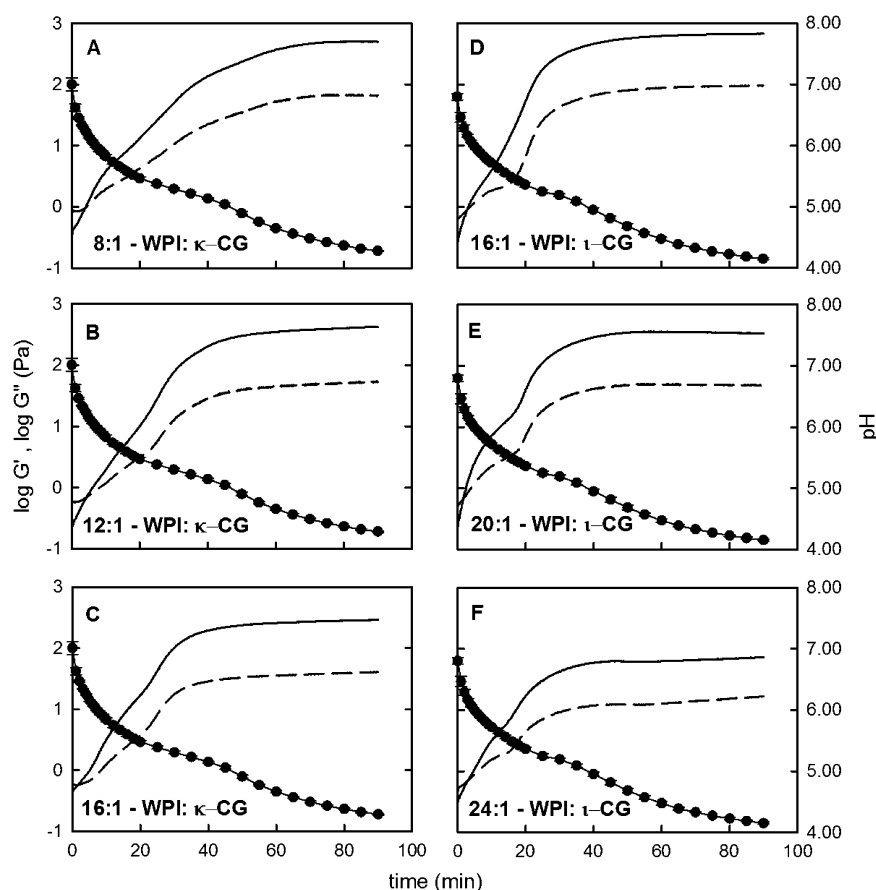 A
3
2
1
0
-1
8:1 - WPI: κ–CG
D
8.00
7.00
6.00
5.00
4.00
16:1 - WPI: ι–CG
B
3
2
1
0
-1
12:1 - WPI: κ–CG
E
8.00
7.00
6.00
5.00
4.00
20:1 - WPI: ι–CG
log G' , log G" (Pa)
pH
C
3
2
1
0
-1
16:1 - WPI: κ–CG
0 20 40 60 80 100
F
8.00
7.00
6.00
5.00
4.00
24:1 - WPI: ι–CG
0 20 40 60 80 100
time (min)